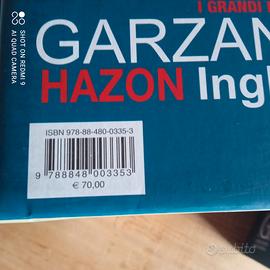 SHOT ON REDMI 9
AI QUAD CAMERA
I GRANDI
GARZAN
HAZON Ingl
ISBN 978-88-480-0335-3
9 788848 003353
€ 70,00
subito